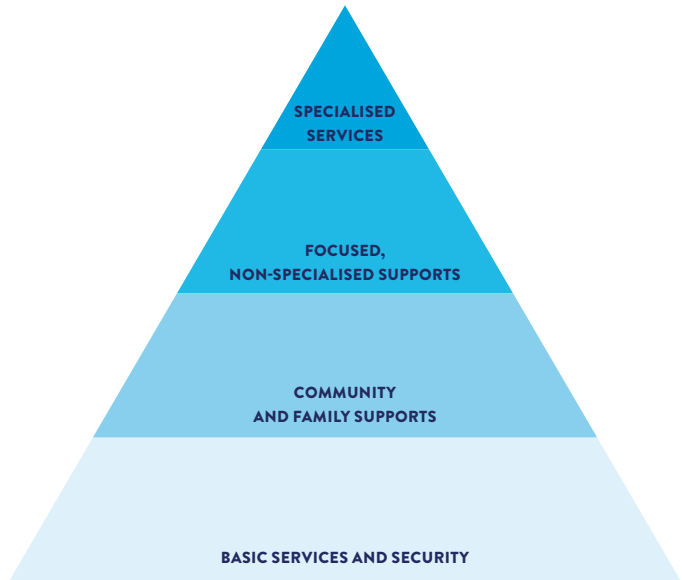 SPECIALISED
SERVICES
FOCUSED,
NON-SPECIALISED SUPPORTS
COMMUNITY
AND FAMILY SUPPORTS
BASIC SERVICES AND SECURITY